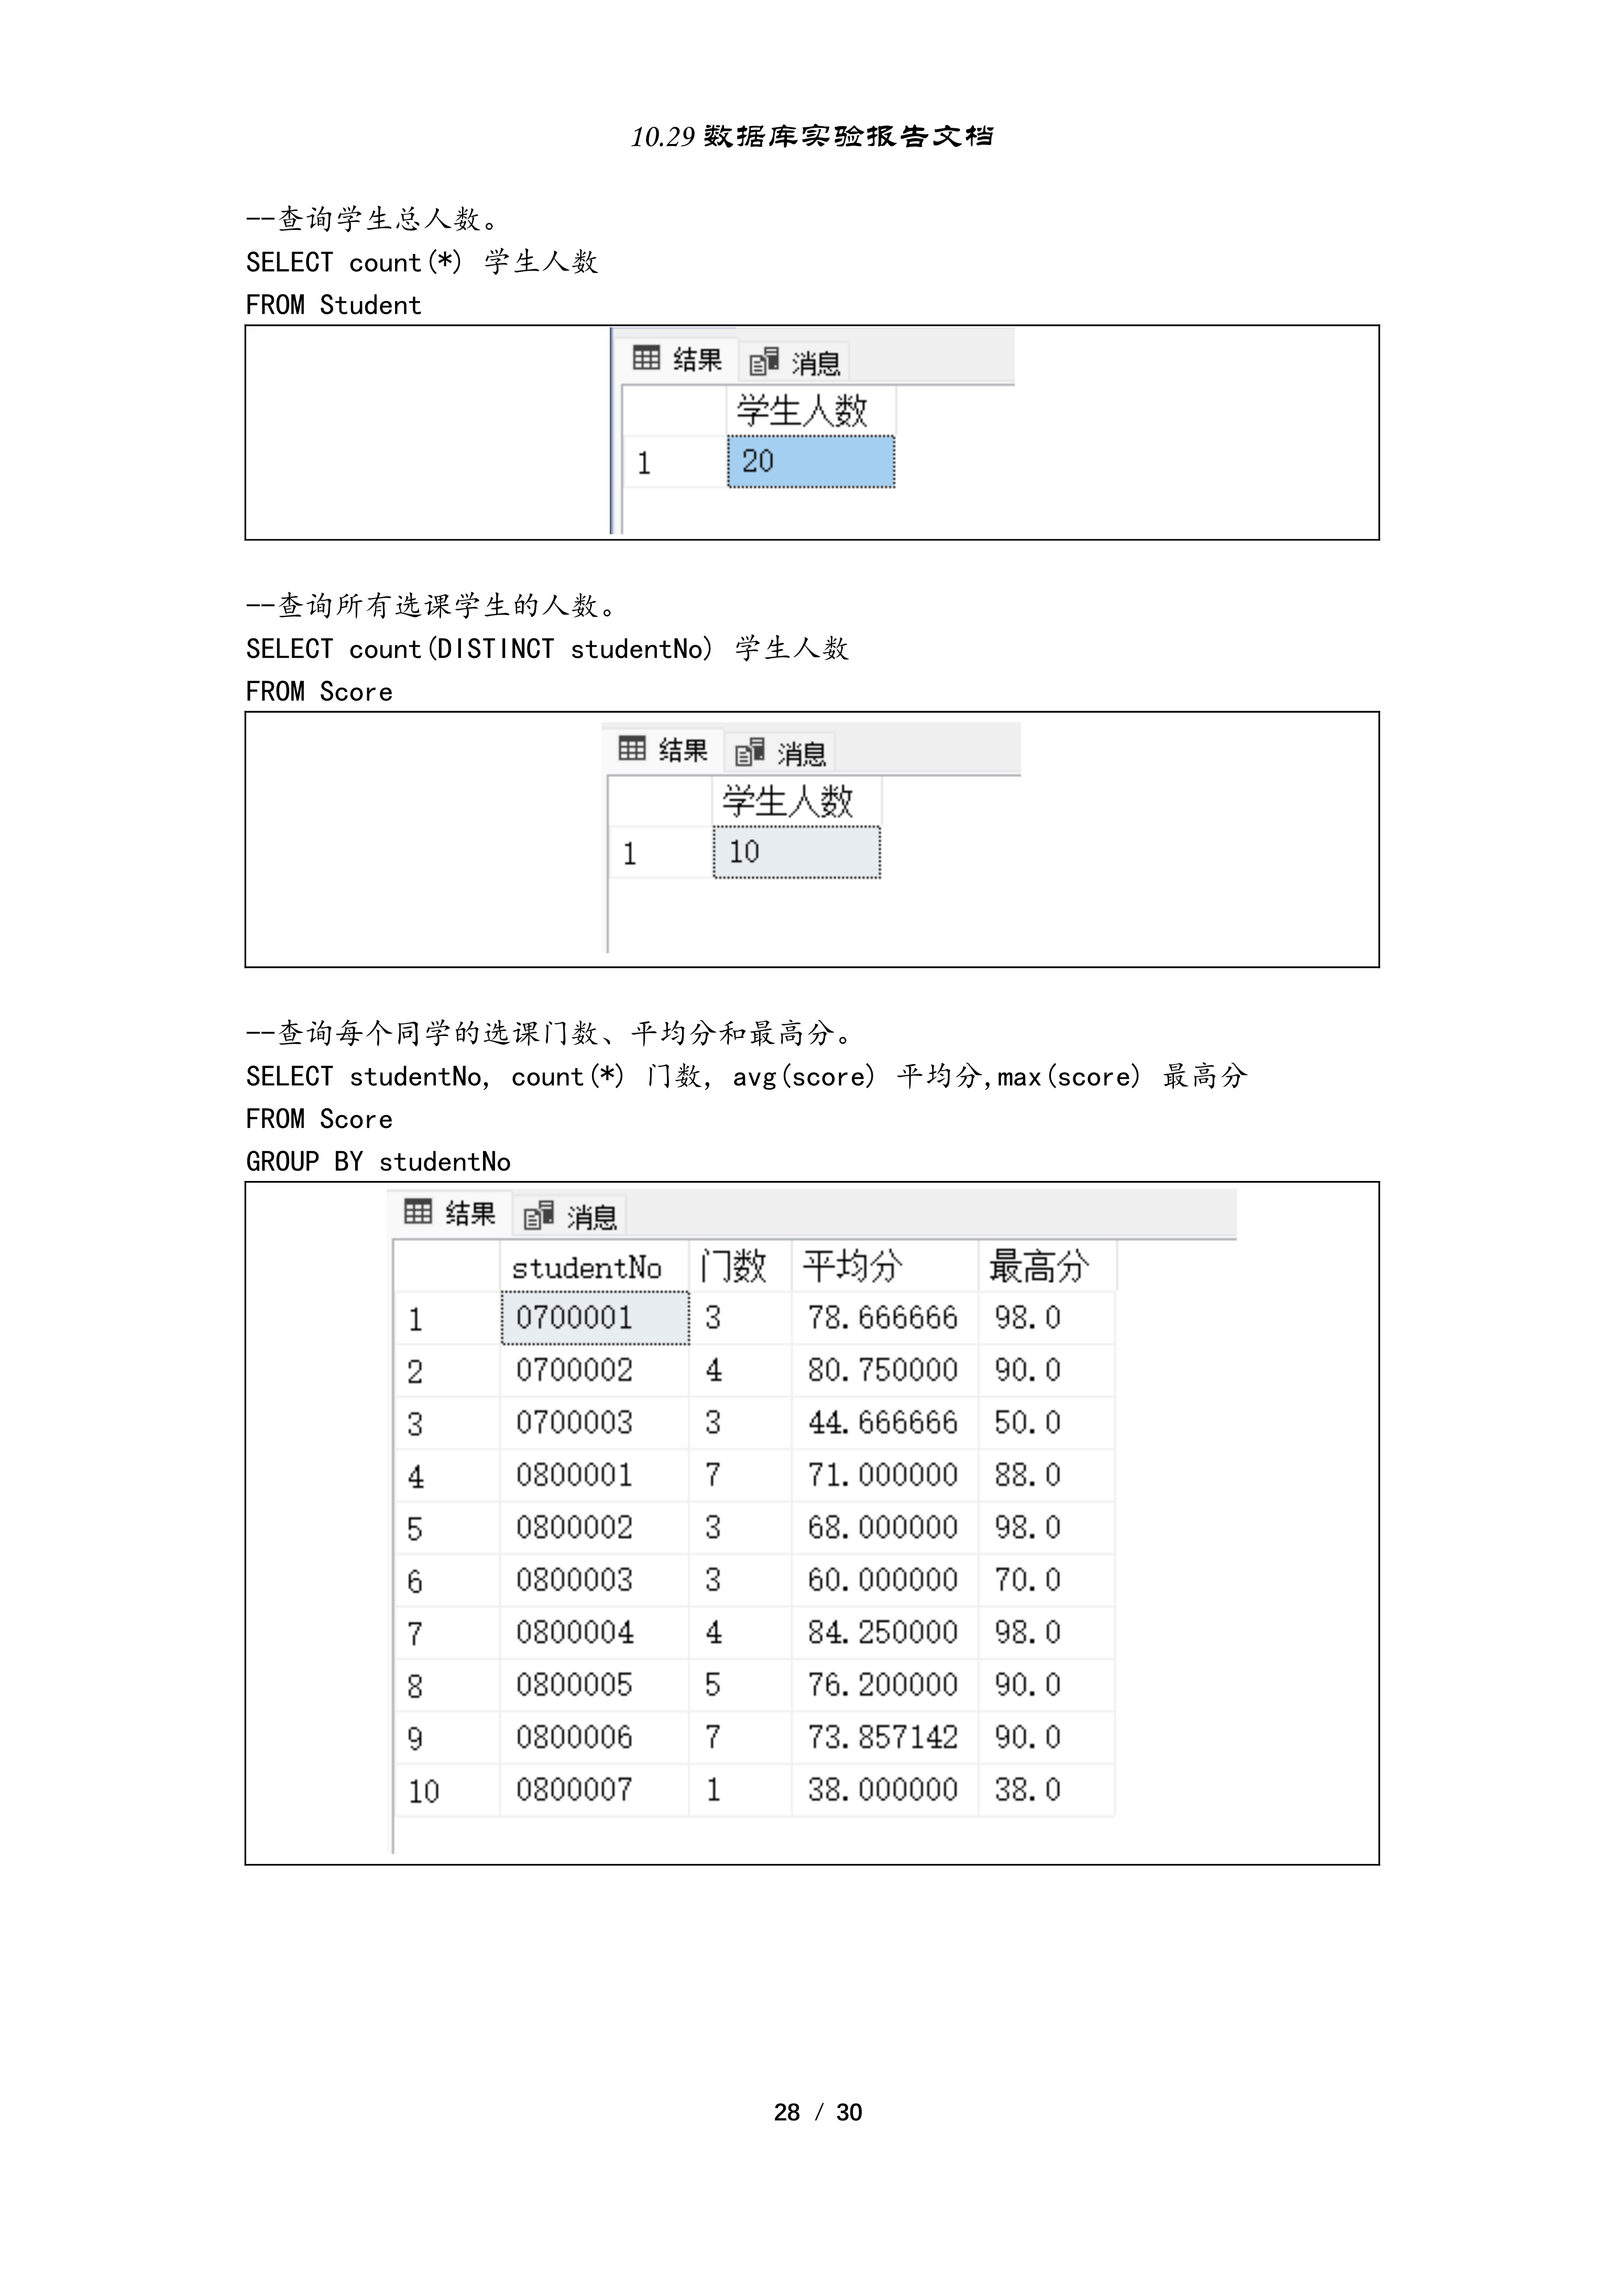 10.29 数据库实验报告文档
--查询学生总人数。
SELECT count(*) 学生人数
FROM Student
结果 消息
学生人数
1 20
--查询所有选课学生的人数。
SELECT count(DISTINCT studentNo) 学生人数
FROM Score
结果 消息
学生人数
1 10
--查询每个同学的选课门数、平均分和最高分。
SELECT studentNo, count(*) 门数, avg(score) 平均分,max(score) 最高分
FROM Score
GROUP BY studentNo
结果 消息
studentNo 门数 平均分 最高分
1 0700001 3 78.666666 98.0
2 0700002 4 80.750000 90.0
3 0700003 3 44.666666 50.0
4 0800001 7 71.000000 88.0
5 0800002 3 68.000000 98.0
6 0800003 3 60.000000 70.0
7 0800004 4 84.250000 98.0
8 0800005 5 76.200000 90.0
9 0800006 7 73.857142 90.0
10 0800007 1 38.000000 38.0
28 / 30